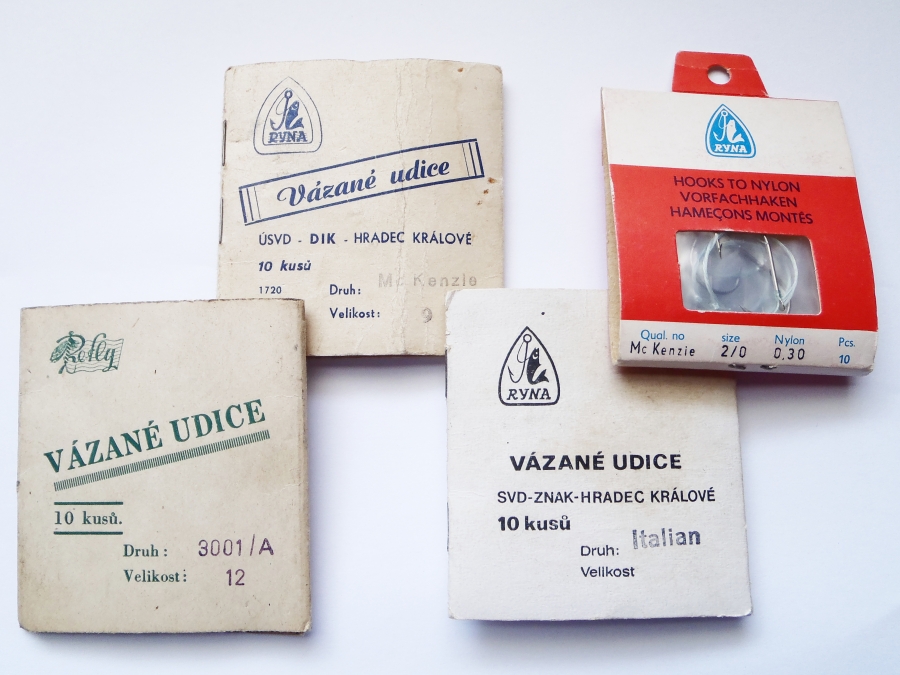 RYNA
Vázané udice
ÚSVD - DIK - HRADEC KRÁLOVÉ
10 kusů
1720
Druh: Mc Kenzie
Velikost: 9
RYNA
HOOKS TO NYLON
VORFACHHAKEN
HAMEÇONS MONTÉS
Qual. no size Nylon Pcs.
Mc Kenzie 2/0 0,30 10
VÁZANÉ UDICE
10 kusů.
Druh: 3001/A
Velikost: 12
RYNA
VÁZANÉ UDICE
SVD-ZNAK-HRADEC KRÁLOVÉ
10 kusů
Druh: Italian
Velikost